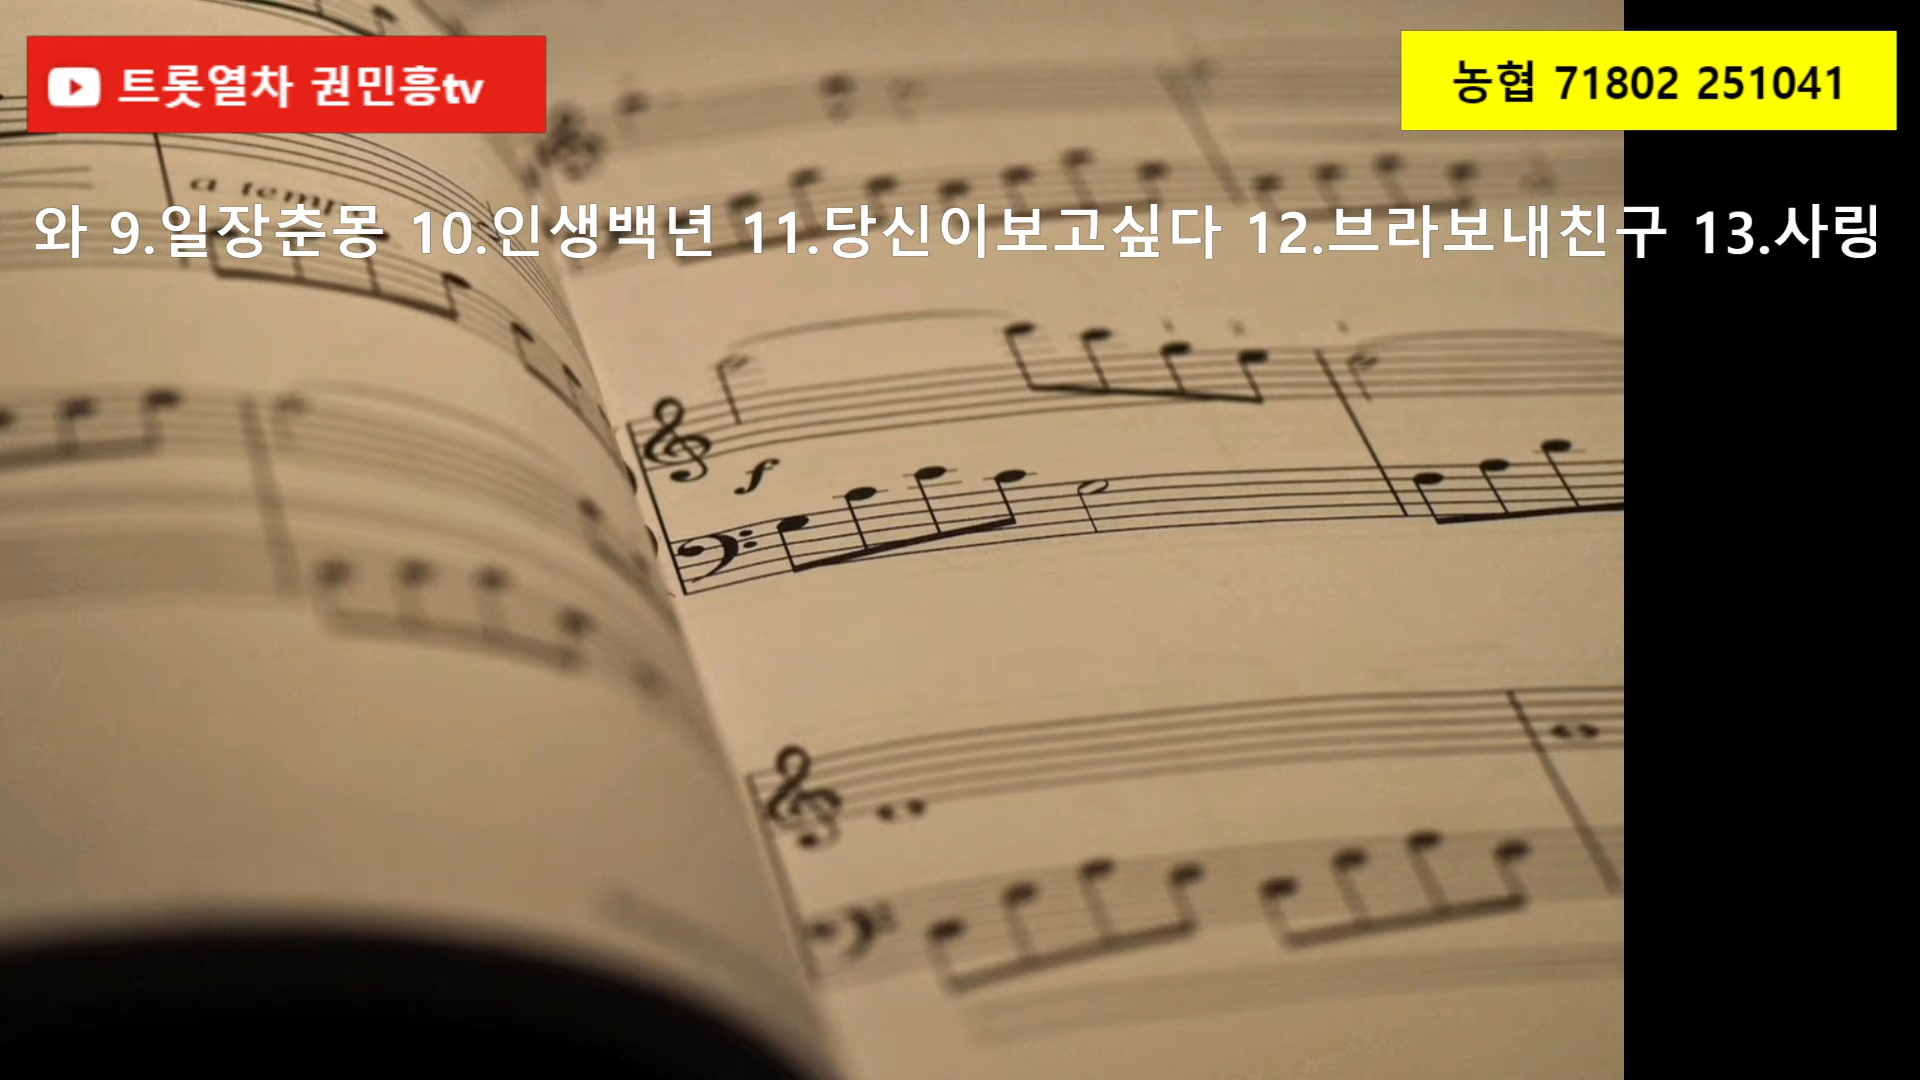 트롯열차 권민흥tv
농협 71802 251041
a temp
와 9.일장춘몽 10.인생백년 11.당신이보고싶다 12.브라보내친구 13.사링
f